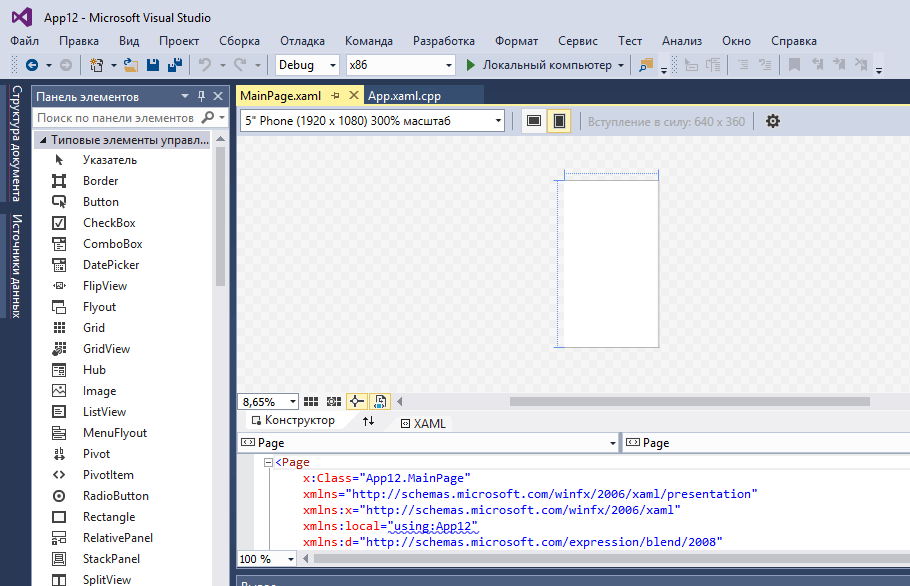 App12 - Microsoft Visual Studio
Файл Правка Вид Проект Сборка Отладка Команда Разработка Формат Сервис Тест Анализ Окно Справка
Debug x86 Локальный компьютер
Структура документа
Источники данных
Панель элементов
Поиск по панели элементов
Типовые элементы управл...
Указатель
Border
Button
CheckBox
ComboBox
DatePicker
FlipView
Flyout
Grid
GridView
Hub
Image
ListView
MenuFlyout
Pivot
PivotItem
RadioButton
Rectangle
RelativePanel
StackPanel
SplitView
MainPage.xaml App.xaml.cpp
5" Phone (1920 x 1080) 300% масштаб Вступление в силу: 640 x 360
8,65%
Конструктор XAML
Page Page
<Page
x:Class="App12.MainPage"
xmlns="http://schemas.microsoft.com/winfx/2006/xaml/presentation"
xmlns:x="http://schemas.microsoft.com/winfx/2006/xaml"
xmlns:local="using:App12"
xmlns:d="http://schemas.microsoft.com/expression/blend/2008"
100 %